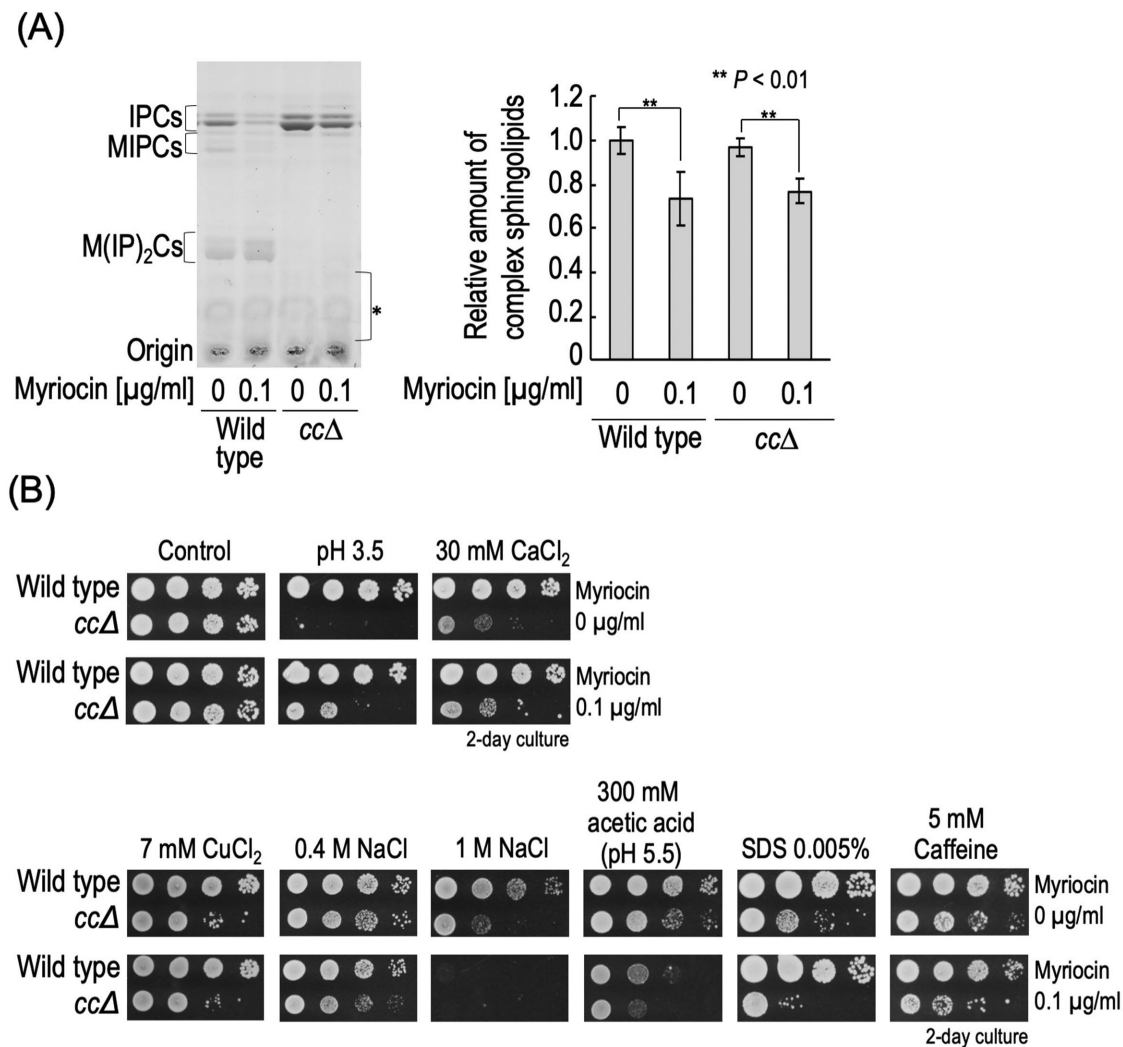 (A)
IPCs
MIPCs
M(IP)₂Cs
*
Origin
Myriocin [µg/ml] 0 0.1 0 0.1
Wild type ccΔ
** P < 0.01
Relative amount of
complex sphingolipids
1.2
1.0
0.8
0.6
0.4
0.2
0
** **
Myriocin [µg/ml] 0 0.1 0 0.1
Wild type ccΔ
(B)
Control pH 3.5 30 mM CaCl₂
Wild type Myriocin
ccΔ 0 µg/ml
Wild type Myriocin
ccΔ 0.1 µg/ml
2-day culture
7 mM CuCl₂ 0.4 M NaCl 1 M NaCl 300 mM acetic acid (pH 5.5) SDS 0.005% 5 mM Caffeine
Wild type Myriocin
ccΔ 0 µg/ml
Wild type Myriocin
ccΔ 0.1 µg/ml
2-day culture